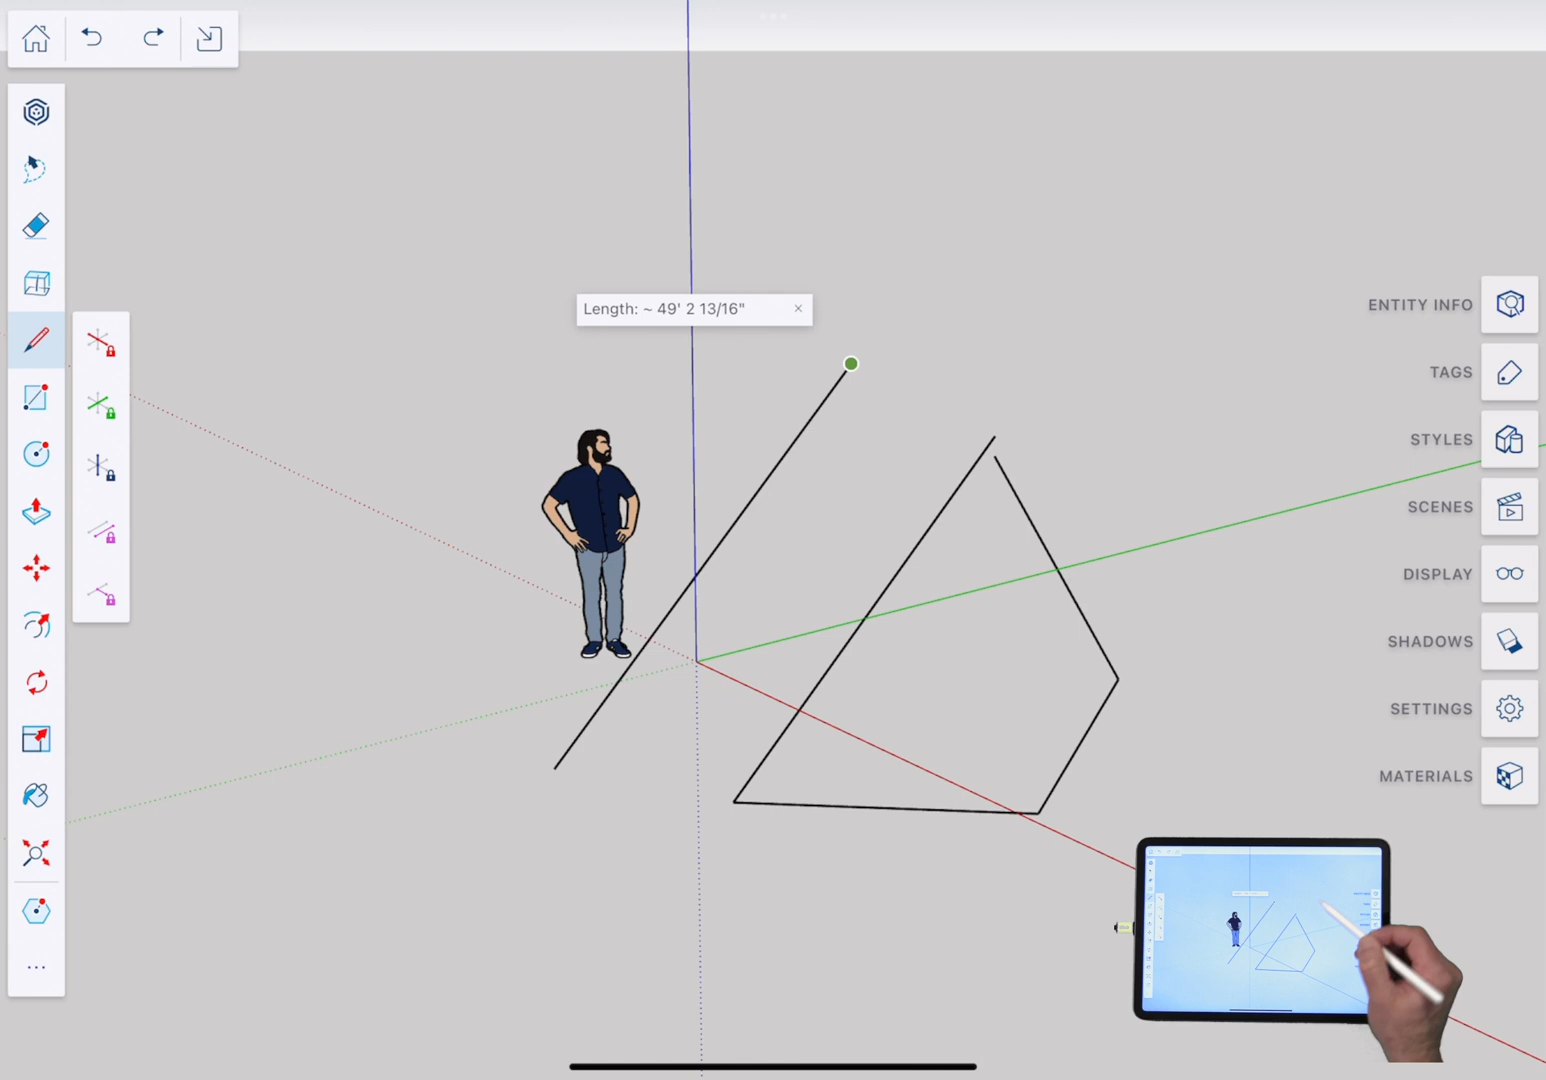 Length: ~ 49' 2 13/16"
ENTITY INFO
TAGS
STYLES
SCENES
DISPLAY
SHADOWS
SETTINGS
MATERIALS